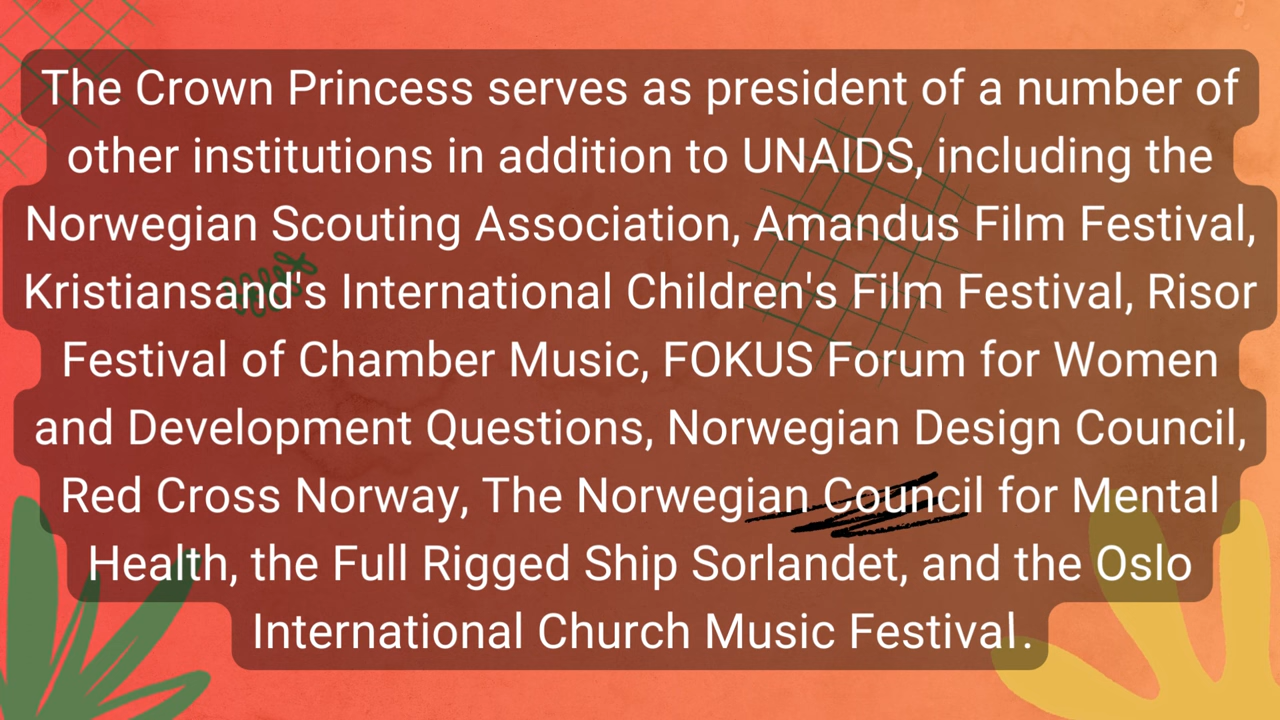 The Crown Princess serves as president of a number of
other institutions in addition to UNAIDS, including the
Norwegian Scouting Association, Amandus Film Festival,
Kristiansand's International Children's Film Festival, Risor
Festival of Chamber Music, FOKUS Forum for Women
and Development Questions, Norwegian Design Council,
Red Cross Norway, The Norwegian Council for Mental
Health, the Full Rigged Ship Sorlandet, and the Oslo
International Church Music Festival.